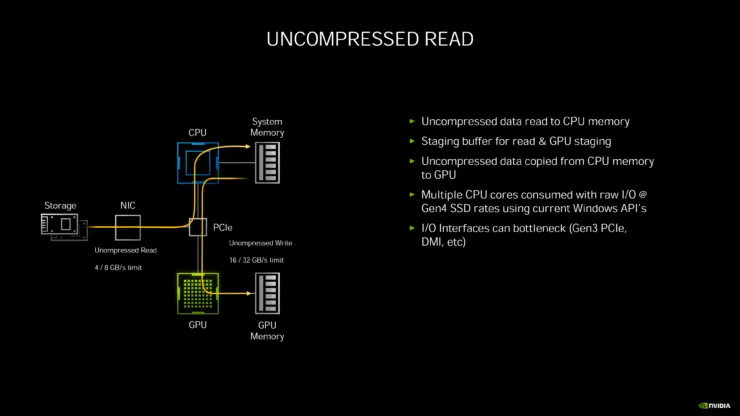 UNCOMPRESSED READ
CPU
System
Memory
Storage
NIC
PCIe
Uncompressed Read
4 / 8 GB/s limit
Uncompressed Write
16 / 32 GB/s limit
GPU
GPU
Memory
Uncompressed data read to CPU memory
Staging buffer for read & GPU staging
Uncompressed data copied from CPU memory
to GPU
Multiple CPU cores consumed with raw I/O @
Gen4 SSD rates using current Windows API's
I/O Interfaces can bottleneck (Gen3 PCIe,
DMI, etc)
NVIDIA